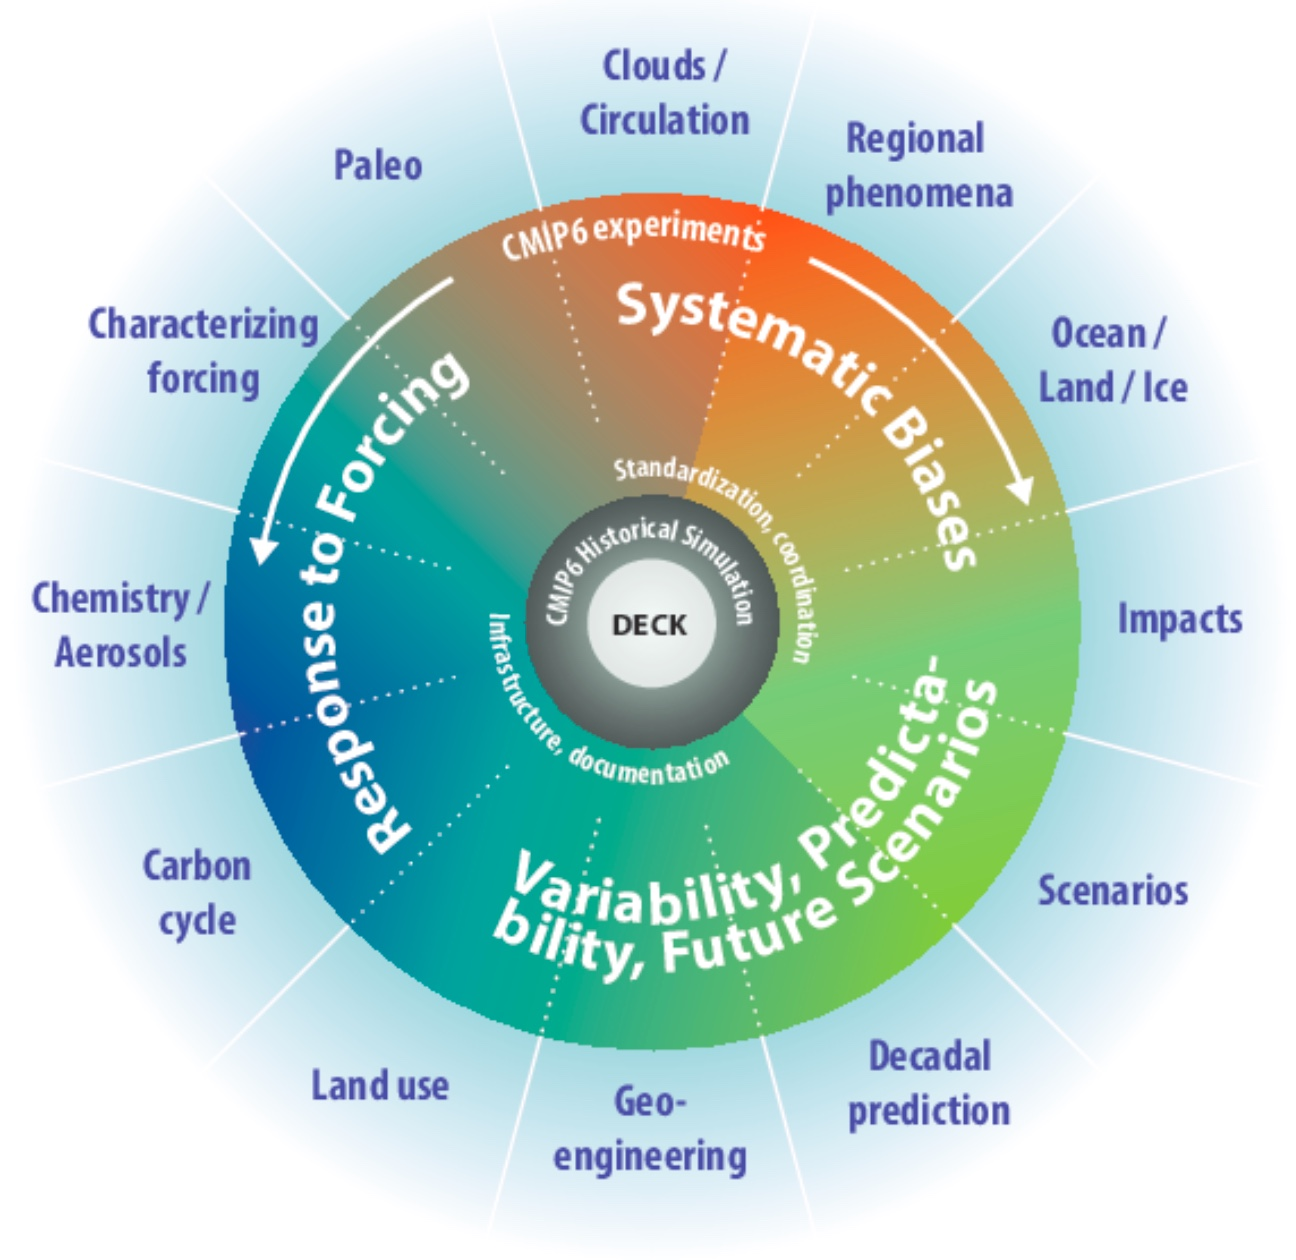 Clouds /
Circulation
Regional
phenomena
Ocean /
Land / Ice
Impacts
Scenarios
Decadal
prediction
Geo-
engineering
Land use
Carbon
cycle
Chemistry /
Aerosols
Characterizing
forcing
Paleo
CMIP6 experiments
Systematic Biases
Variability, Predicta-
bility, Future Scenarios
Response to Forcing
Standardization, coordination
Infrastructure, documentation
CMIP6 Historical Simulation
DECK